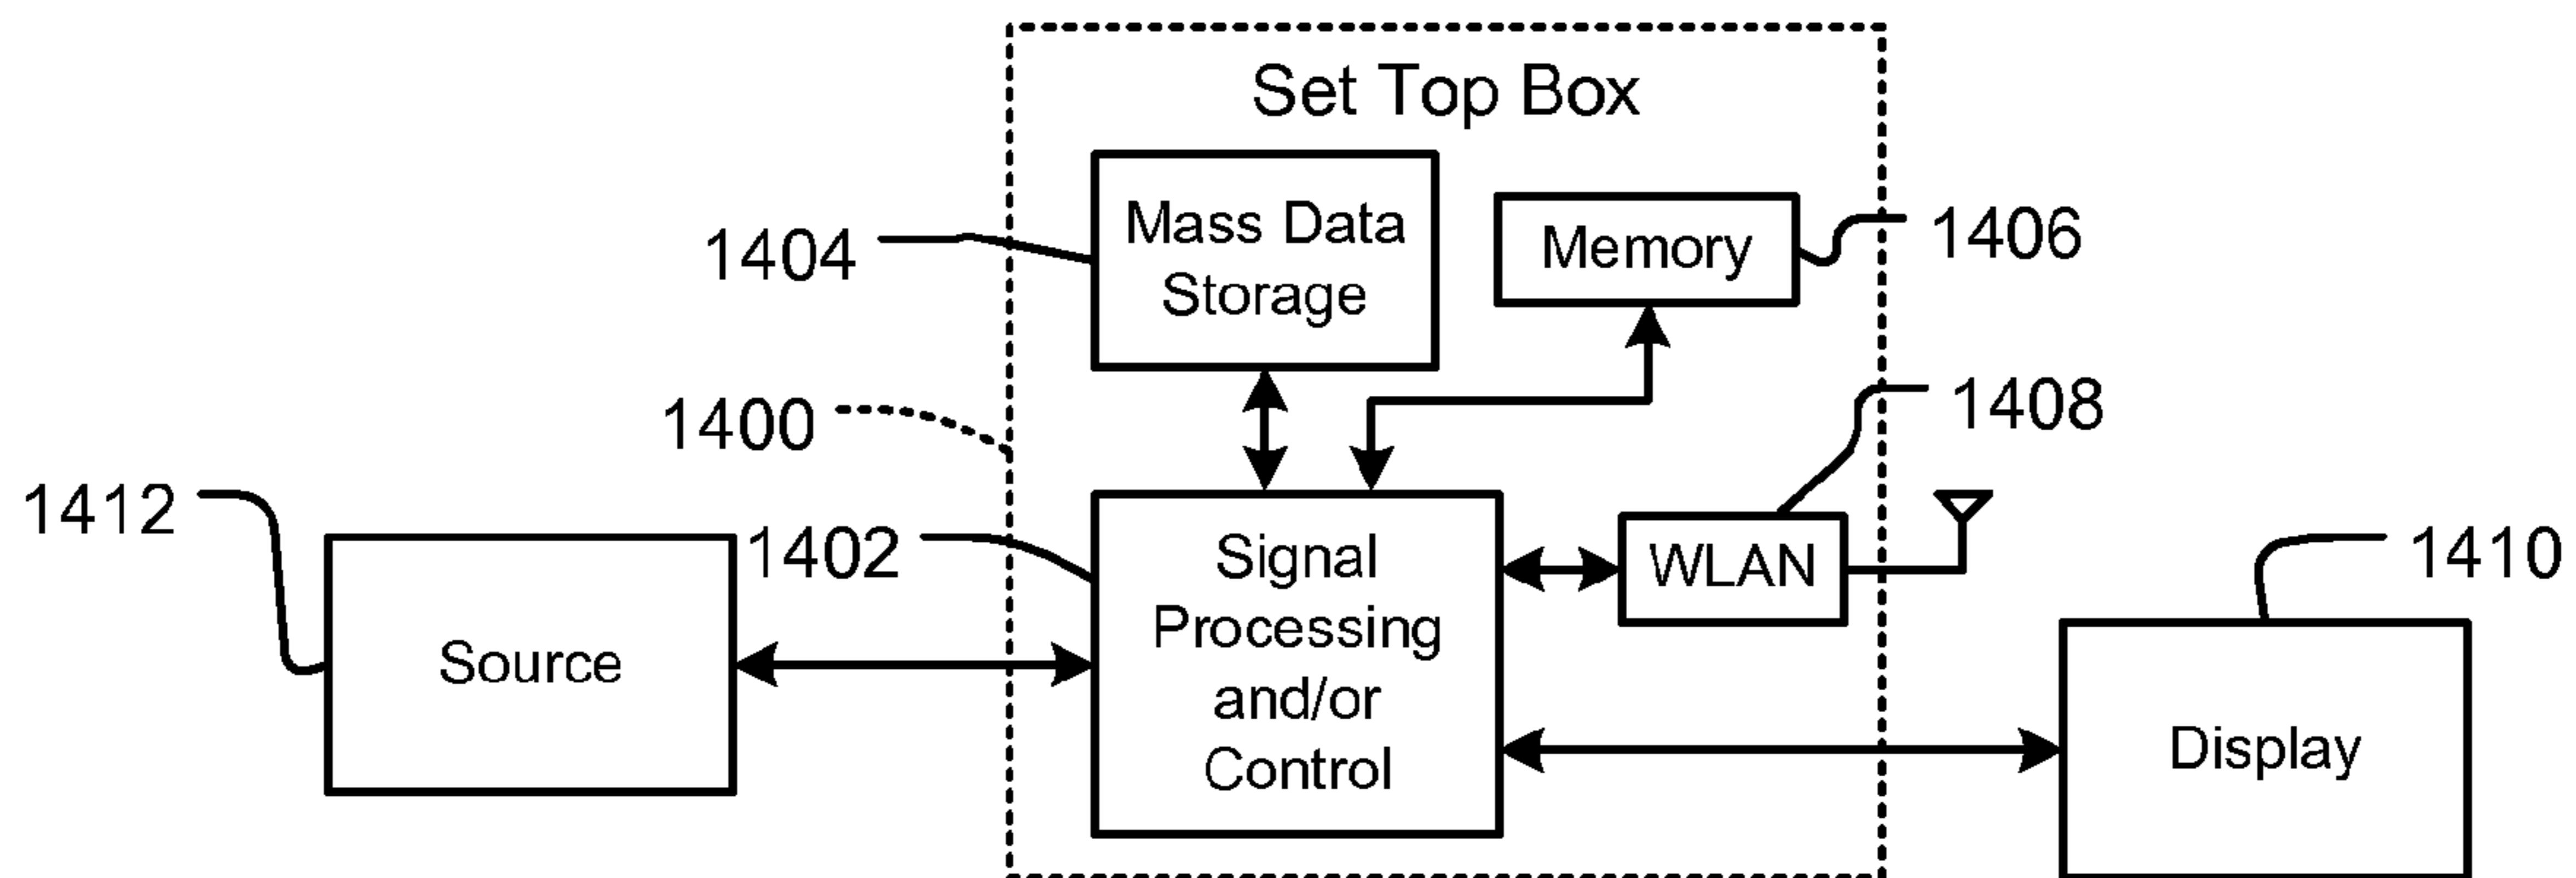 Set Top Box
Mass Data
Storage
Memory
1404
1406
1400
1408
1412
1402
Signal
Processing
and/or
Control
WLAN
1410
Source
Display